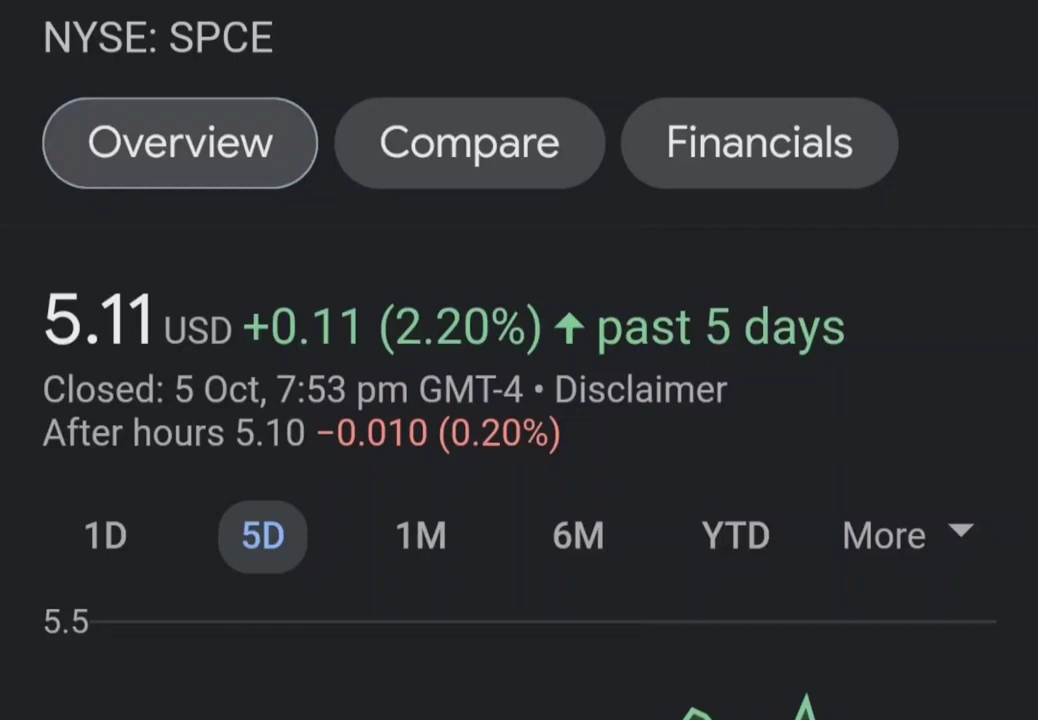 NYSE: SPCE
Overview Compare Financials
5.11 USD +0.11 (2.20%) ↑ past 5 days
Closed: 5 Oct, 7:53 pm GMT-4 • Disclaimer
After hours 5.10 −0.010 (0.20%)
1D 5D 1M 6M YTD More
5.5